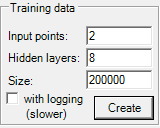 Training data
Input points: 2
Hidden layers: 8
Size: 200000
with logging
(slower)
Create